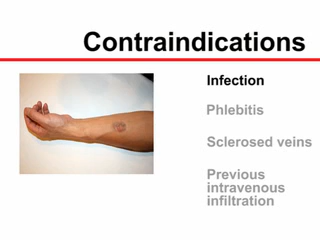 Contraindications
Infection
Phlebitis
Sclerosed veins
Previous
intravenous
infiltration